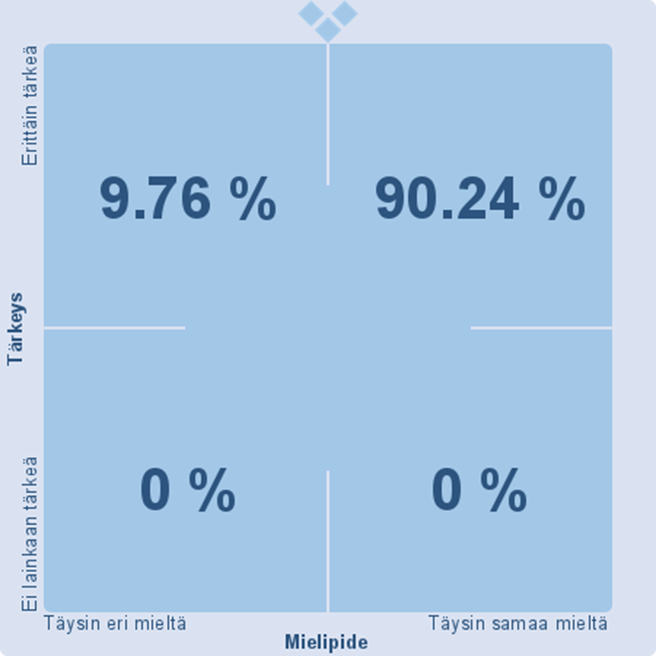 Erittäin tärkeä
9.76 %
90.24 %
Tärkeys
0 %
0 %
Ei lainkaan tärkeä
Täysin eri mieltä
Täysin samaa mieltä
Mielipide